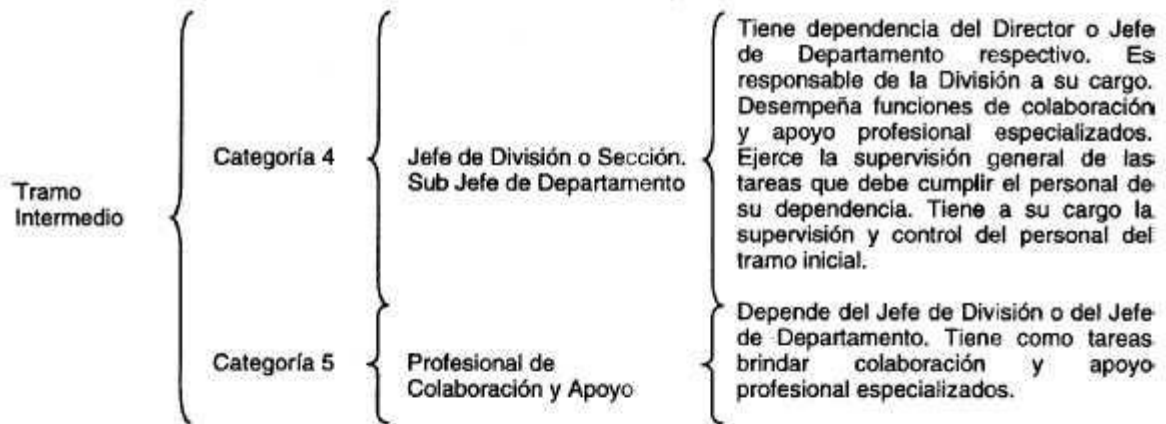 Tramo
Intermedio
Categoría 4
Jefe de División o Sección.
Sub Jefe de Departamento
Tiene dependencia del Director o Jefe
de Departamento respectivo. Es
responsable de la División a su cargo.
Desempeña funciones de colaboración
y apoyo profesional especializados.
Ejerce la supervisión general de las
tareas que debe cumplir el personal de
su dependencia. Tiene a su cargo la
supervisión y control del personal del
tramo inicial.
Categoría 5
Profesional de
Colaboración y Apoyo
Depende del Jefe de División o del Jefe
de Departamento. Tiene como tareas
brindar colaboración y apoyo
profesional especializados.